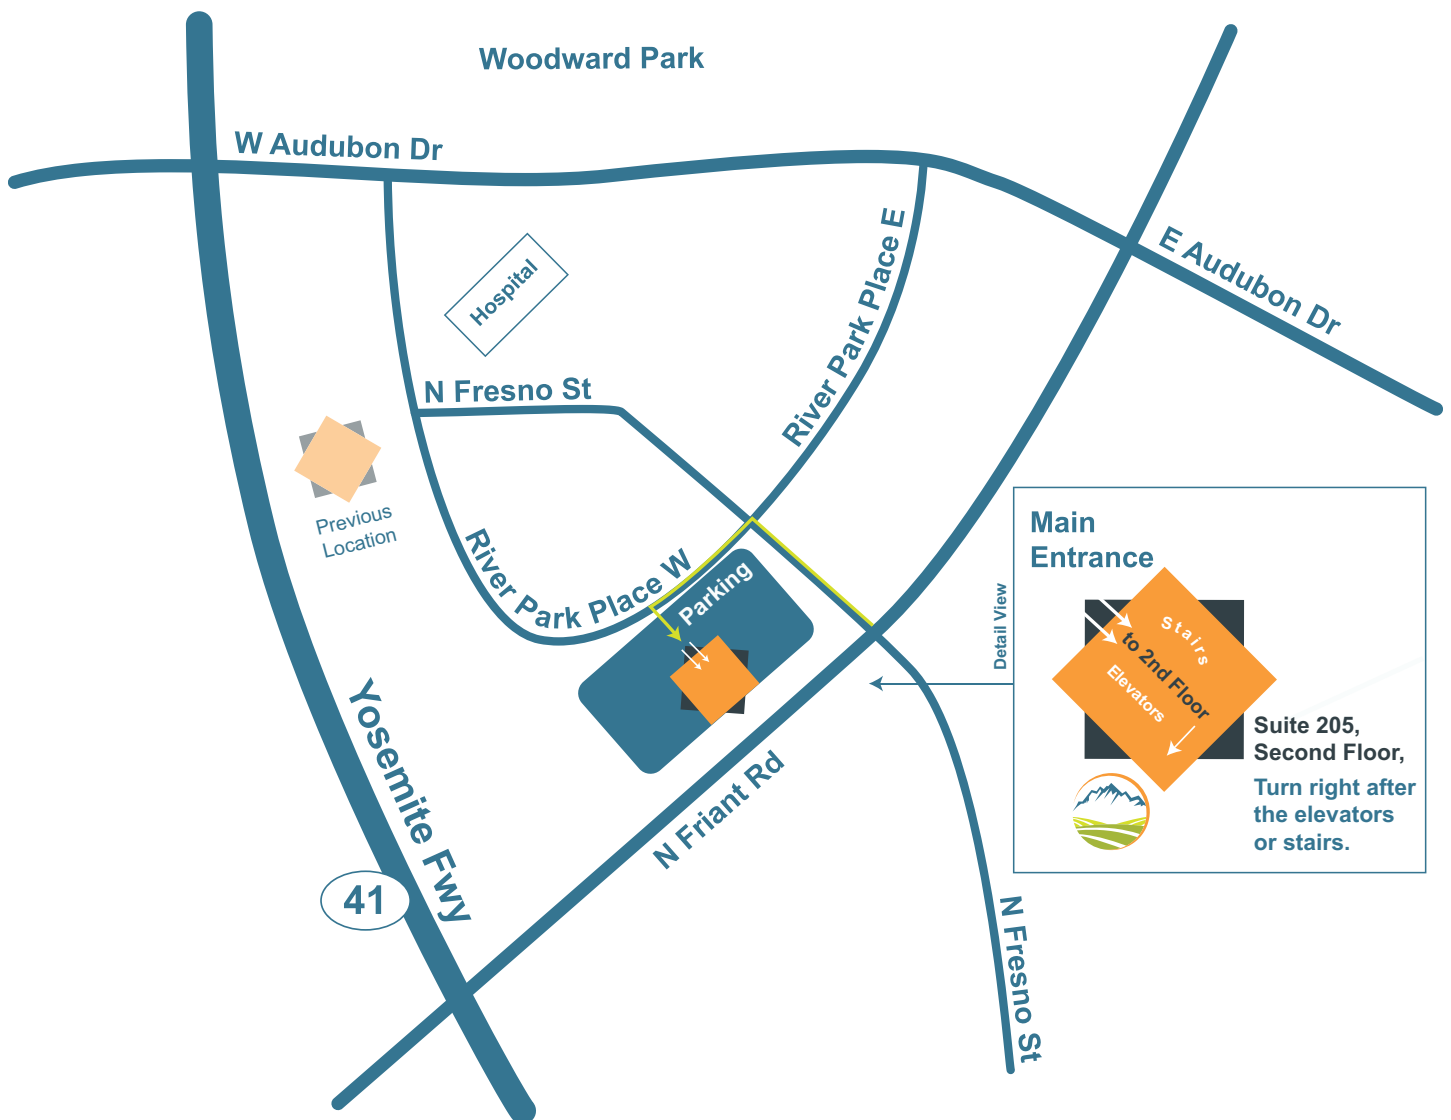 Woodward Park
W Audubon Dr
E Audubon Dr
River Park Place E
Hospital
N Fresno St
Previous
Location
River Park Place W
Parking
Main
Entrance
Detail View
Stairs
to 2nd Floor
Elevators
Suite 205,
Second Floor,
Turn right after
the elevators
or stairs.
Yosemite Fwy
41
N Friant Rd
N Fresno St